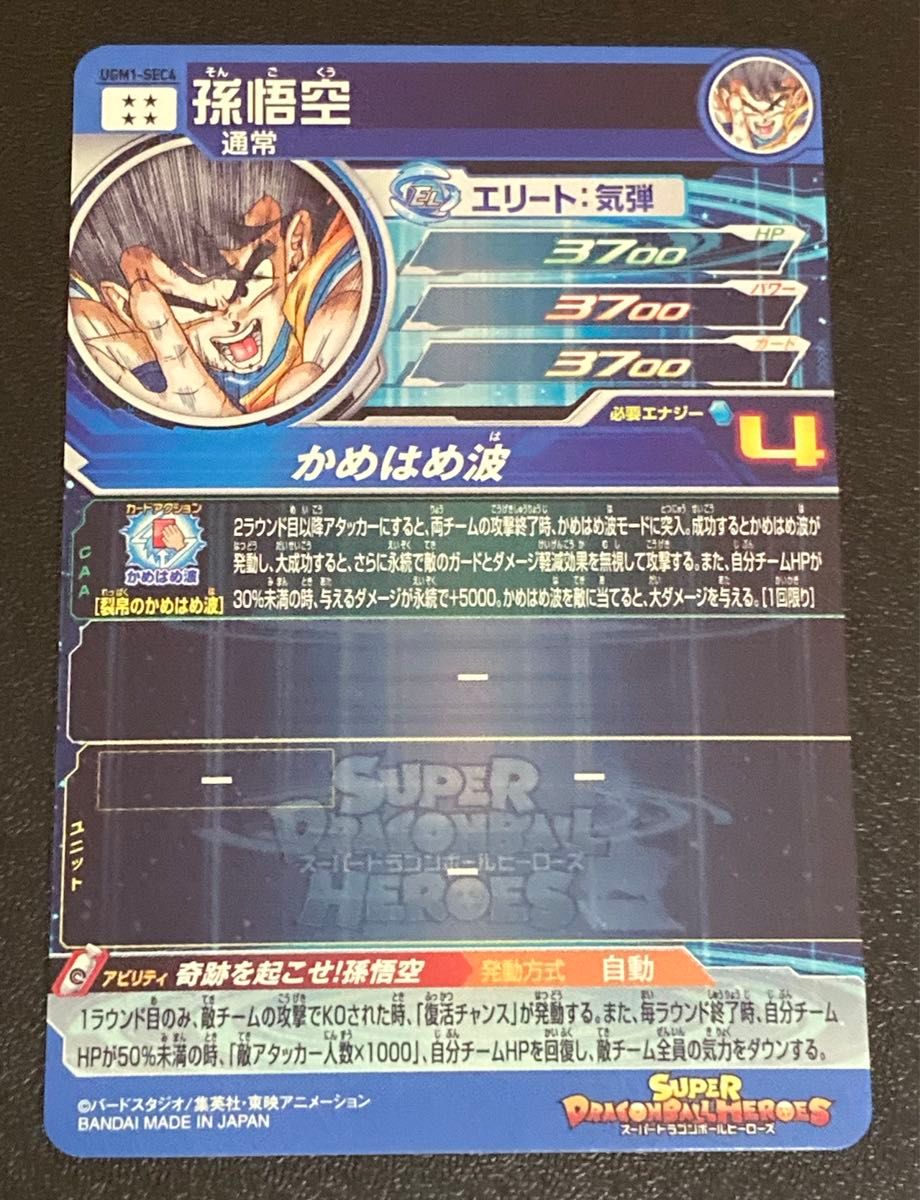 UGM1-SEC4
★★
★★
そんごくう
孫悟空
通常
EL エリート:気弾
HP
3700
パワー
3700
ガード
3700
必要エナジー 4
かめはめ波
CAA
カードアクション
かめはめ波
[裂帛のかめはめ波]
2ラウンド目以降アタッカーにすると、両チームの攻撃終了時、かめはめ波モードに突入。成功するとかめはめ波が
発動し、大成功すると、さらに永続で敵のガードとダメージ軽減効果を無視して攻撃する。また、自分チームHPが
30%未満の時、与えるダメージが永続で+5000。かめはめ波を敵に当てると、大ダメージを与える。[1回限り]
ー
ユニット
ー ー
ー
SUPER
DRAGONBALL
スーパードラゴンボールヒーローズ
HEROES
アビリティ 奇跡を起こせ!孫悟空 発動方式 自動
1ラウンド目のみ、敵チームの攻撃でKOされた時、「復活チャンス」が発動する。また、毎ラウンド終了時、自分チーム
HPが50%未満の時、「敵アタッカー人数×1000」、自分チームHPを回復し、敵チーム全員の気力をダウンする。
©バードスタジオ/集英社・東映アニメーション
BANDAI MADE IN JAPAN
SUPER
DRAGONBALL HEROES
スーパードラゴンボールヒーローズ